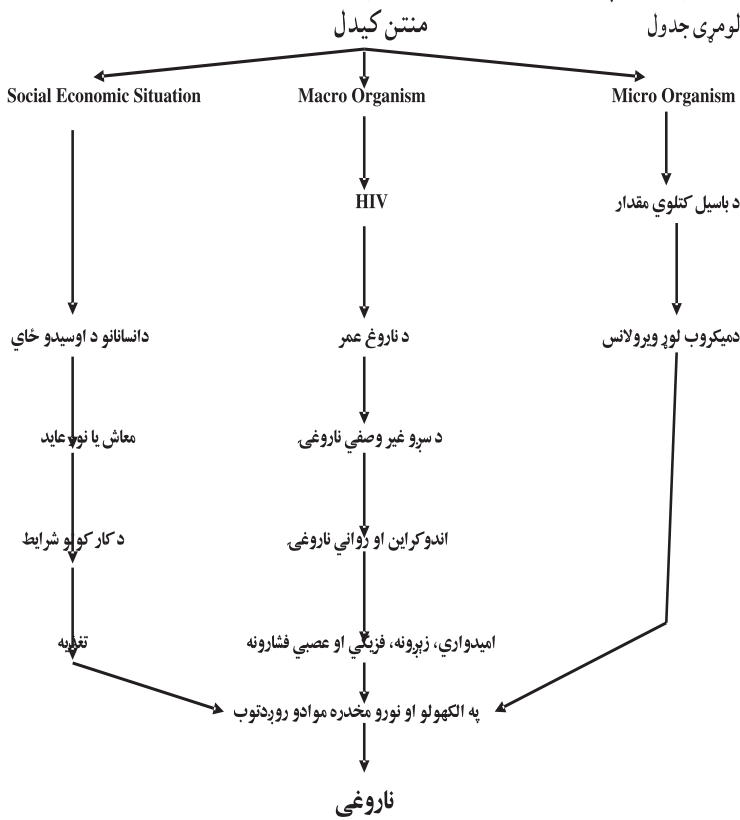 لومړی جدول
منتن کیدل
Social Economic Situation
Macro Organism
Micro Organism
HIV
د باسیل کتلوي مقدار
دانسانانو د اوسیدو ځای
د ناروغ عمر
دمیکروب لوړ ویرولانس
معاش یا نور عاید
د سږو غیر وصفي ناروغۍ
د کار کولو شرایط
اندوکراین او رواني ناروغۍ
تغذیه
امیدواري، زېږونه، فزیکي او عصبي فشارونه
په الکهولو او نورو مخدره موادو روږدتوب
ناروغي